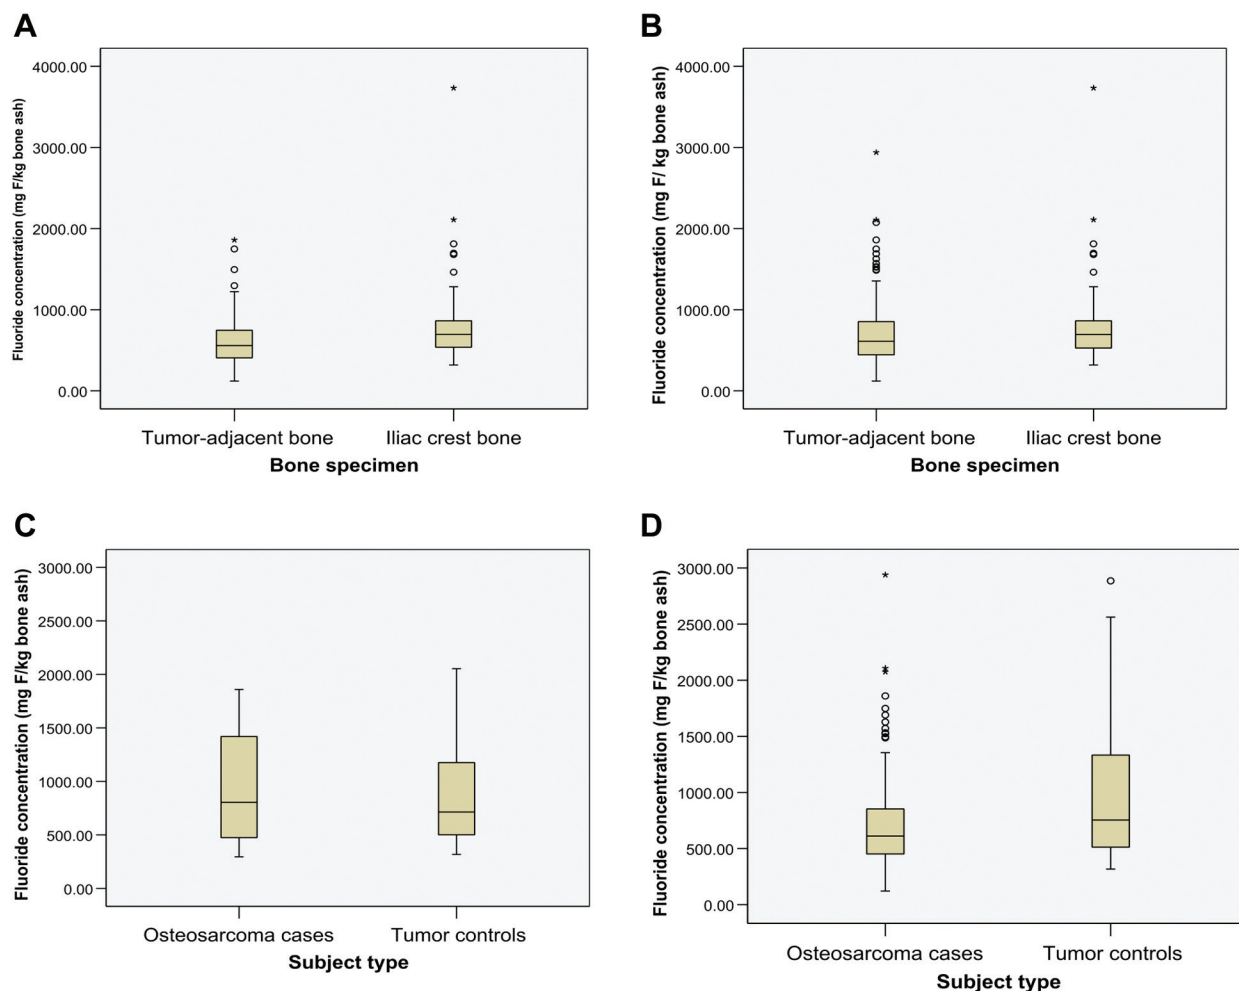 A
Fluoride concentration (mg F/kg bone ash)
4000.00
3000.00
2000.00
1000.00
0.00
Tumor-adjacent bone Iliac crest bone
Bone specimen
B
Fluoride concentration (mg F/ kg bone ash)
4000.00
3000.00
2000.00
1000.00
0.00
Tumor-adjacent bone Iliac crest bone
Bone specimen
C
Fluoride concentration (mg F/kg bone ash)
3000.00
2500.00
2000.00
1500.00
1000.00
500.00
0.00
Osteosarcoma cases Tumor controls
Subject type
D
Fluoride concentration (mg F/kg bone ash)
3000.00
2500.00
2000.00
1500.00
1000.00
500.00
0.00
Osteosarcoma cases Tumor controls
Subject type